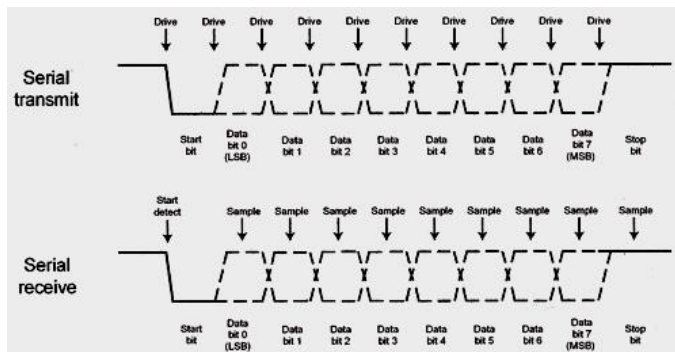 Drive Drive Drive Drive Drive Drive Drive Drive Drive Drive
Serial
transmit
Start
bit
Data
bit 0
(LSB)
Data
bit 1
Data
bit 2
Data
bit 3
Data
bit 4
Data
bit 5
Data
bit 6
Data
bit 7
(MSB)
Stop
bit
Start
detect
Sample Sample Sample Sample Sample Sample Sample Sample Sample
Serial
receive
Start
bit
Data
bit 0
(LSB)
Data
bit 1
Data
bit 2
Data
bit 3
Data
bit 4
Data
bit 5
Data
bit 6
Data
bit 7
(MSB)
Stop
bit